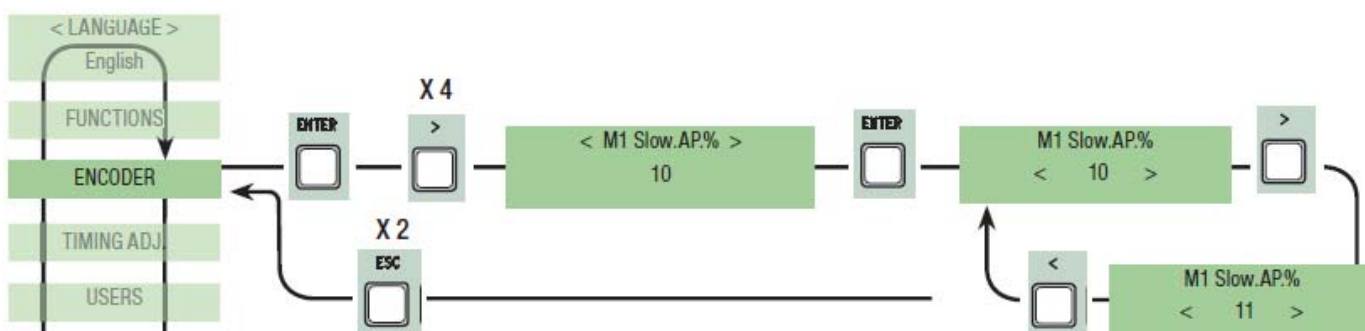 < LANGUAGE >
English
FUNCTIONS
ENCODER
TIMING ADJ.
USERS
ENTER
X 4
>
< M1 Slow.AP.% >
10
ENTER
M1 Slow.AP.%
< 10 >
>
X 2
ESC
<
M1 Slow.AP.%
< 11 >